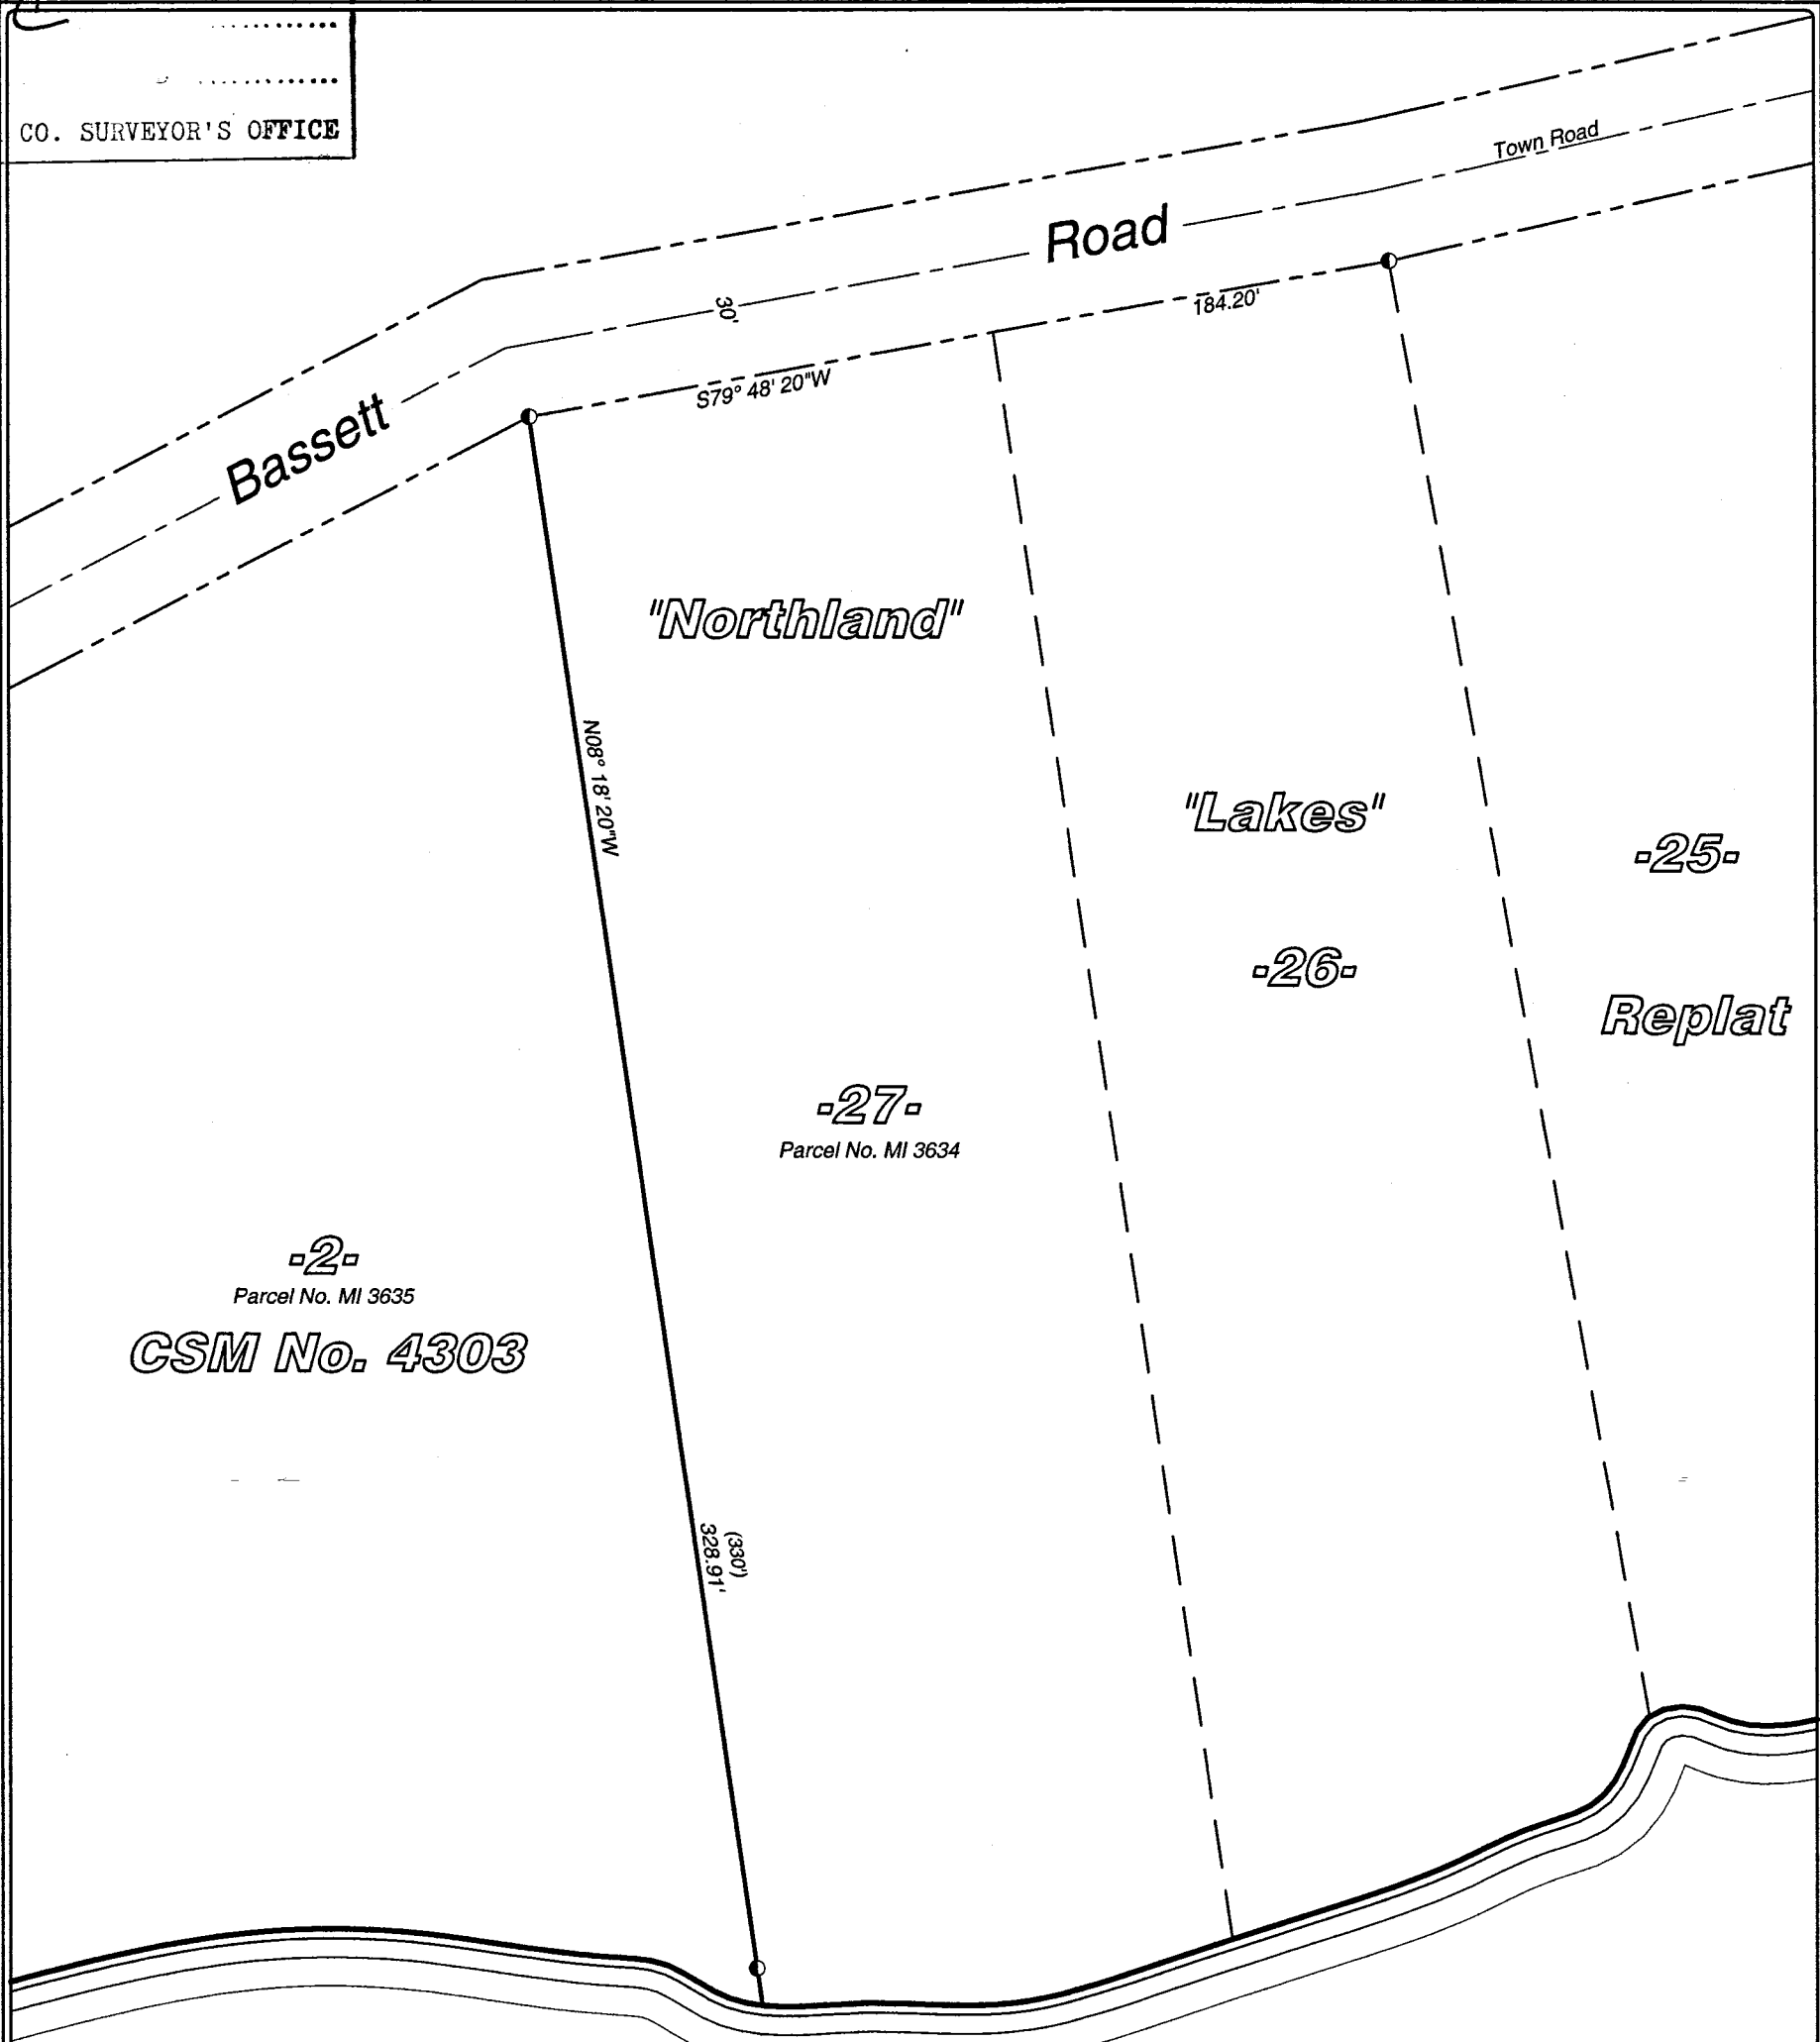 CO. SURVEYOR'S OFFICE
Town Road
Bassett Road
30'
184.20'
S79° 48' 20"W
"Northland"
N08° 18' 20"W
"Lakes"
-25-
-26-
Replat
-27-
Parcel No. MI 3634
-2-
Parcel No. MI 3635
CSM No. 4303
(330')
328.91'